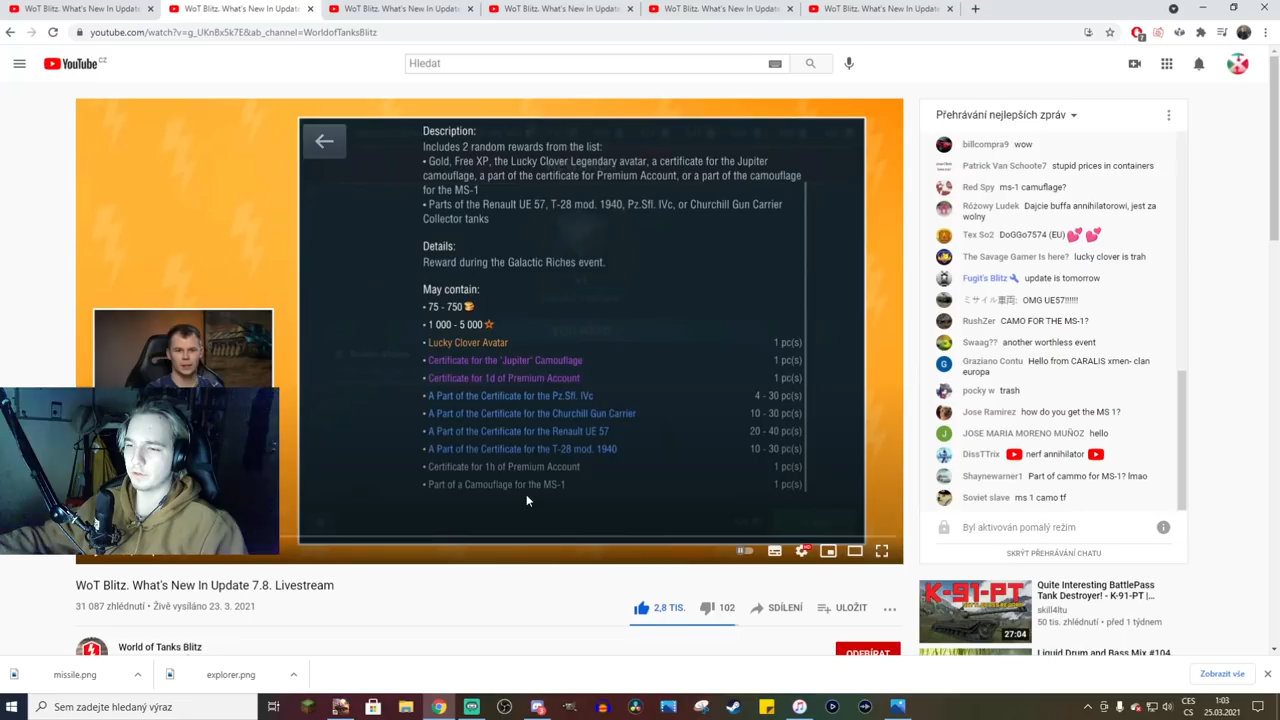 WoT Blitz. What's New In Update
WoT Blitz. What's New In Update
WoT Blitz. What's New In Update
WoT Blitz. What's New In Update
WoT Blitz. What's New In Update
WoT Blitz. What's New In Update
youtube.com/watch?v=g_UKnBxSk7E&ab_channel=WorldofTanksBlitz
7
YouTube CZ
Hledat
Description:
Includes 2 random rewards from the list:
• Gold, Free XP, the Lucky Clover Legendary avatar, a certificate for the Jupiter
camouflage, a part of the certificate for Premium Account, or a part of the camouflage
for the MS-1
• Parts of the Renault UE 57, T-28 mod. 1940, Pz.Sfl. IVc, or Churchill Gun Carrier
Collector tanks
Details:
Reward during the Galactic Riches event.
May contain:
• 75 - 750
• 1 000 - 5 000
• Lucky Clover Avatar 1 pc(s)
• Certificate for the "Jupiter" Camouflage 1 pc(s)
• Certificate for 1d of Premium Account 1 pc(s)
• A Part of the Certificate for the Pz.Sfl. IVc 4 - 30 pc(s)
• A Part of the Certificate for the Churchill Gun Carrier 10 - 30 pc(s)
• A Part of the Certificate for the Renault UE 57 20 - 40 pc(s)
• A Part of the Certificate for the T-28 mod. 1940 10 - 30 pc(s)
• Certificate for 1h of Premium Account 1 pc(s)
• Part of a Camouflage for the MS-1 1 pc(s)
HD
WoT Blitz. What's New In Update 7.8. Livestream
31 087 zhlédnutí • Živě vysíláno 23. 3. 2021
2,8 TIS.
102
SDÍLENÍ
ULOŽIT
World of Tanks Blitz
ODEBÍRAT
Přehrávání nejlepších zpráv
billcompra9 wow
Patrick Van Schoote7 stupid prices in containers
Red Spy ms-1 camuflage?
Różowy Ludek Dajcie buffa annihilatorowi, jest za
wolny
Tex So2 DoGGo7574 (EU)
The Savage Gamer Is here? lucky clover is trah
Fugit's Blitz update is tomorrow
ミサイル車両: OMG UE57!!!!!!
RushZer CAMO FOR THE MS-1?
Swaag?? another worthless event
G
Graziano Contu Hello from CARALIS xmen- clan
europa
pocky w trash
Jose Ramirez how do you get the MS 1?
J
JOSE MARIA MORENO MUÑOZ hello
DissTTrix nerf annihilator
Shaynewarner1 Part of cammo for MS-1? lmao
Soviet slave ms 1 camo tf
Byl aktivován pomalý režim
SKRÝT PŘEHRÁVÁNÍ CHATU
K-91-PT
27:04
Quite Interesting BattlePass
Tank Destroyer! - K-91-PT |...
skill4ltu
50 tis. zhlédnutí • před 1 týdnem
Liquid Drum and Bass Mix #104
missile.png
explorer.png
Zobrazit vše
Sem zadejte hledaný výraz
CES
CS
1:03
25.03.2021